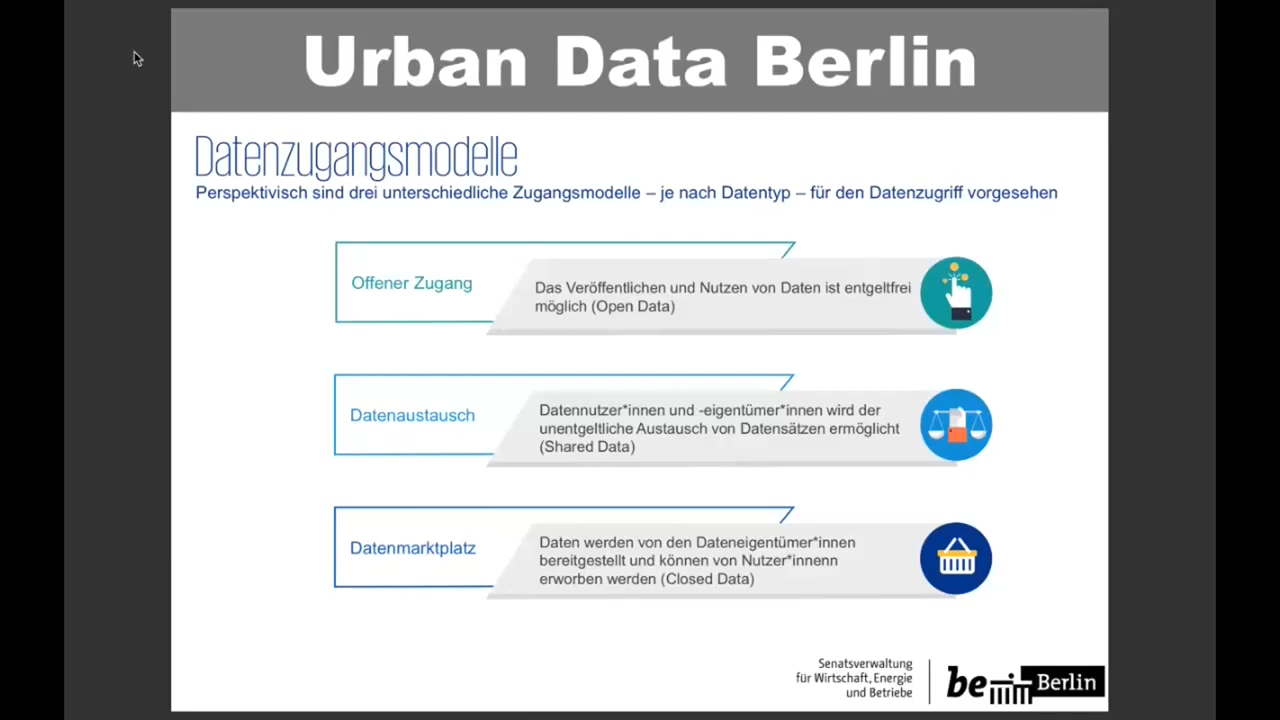 Urban Data Berlin
Datenzugangsmodelle
Perspektivisch sind drei unterschiedliche Zugangsmodelle – je nach Datentyp – für den Datenzugriff vorgesehen
Offener Zugang
Das Veröffentlichen und Nutzen von Daten ist entgeltfrei
möglich (Open Data)
Datenaustausch
Datennutzer*innen und -eigentümer*innen wird der
unentgeltliche Austausch von Datensätzen ermöglicht
(Shared Data)
Datenmarktplatz
Daten werden von den Dateneigentümer*innen
bereitgestellt und können von Nutzer*innenn
erworben werden (Closed Data)
Senatsverwaltung
für Wirtschaft, Energie
und Betriebe
be Berlin